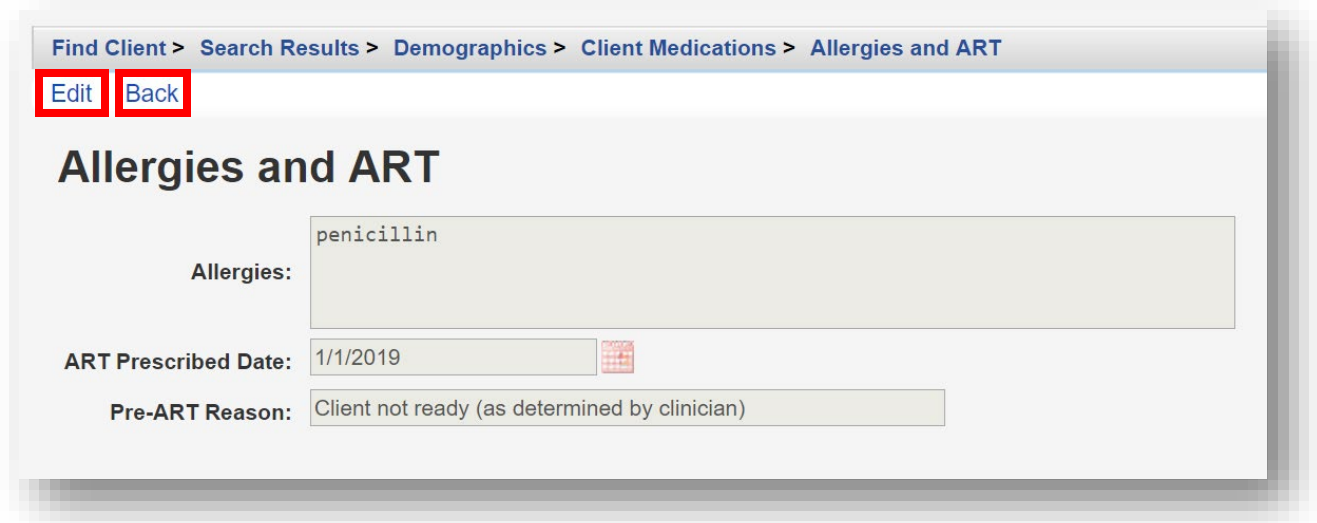 Find Client > Search Results > Demographics > Client Medications > Allergies and ART
Edit Back
Allergies and ART
Allergies: penicillin
ART Prescribed Date: 1/1/2019
Pre-ART Reason: Client not ready (as determined by clinician)